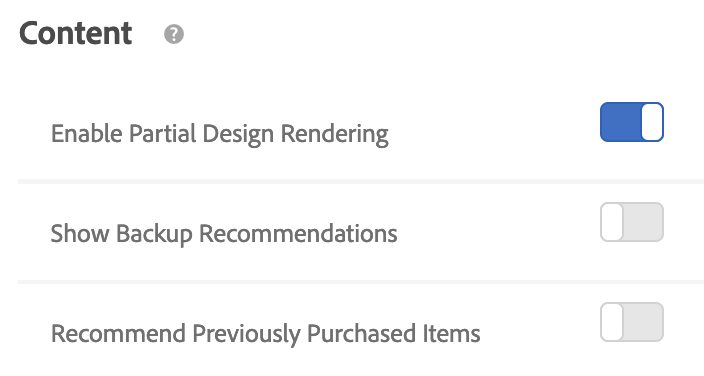 Content ?
Enable Partial Design Rendering
Show Backup Recommendations
Recommend Previously Purchased Items